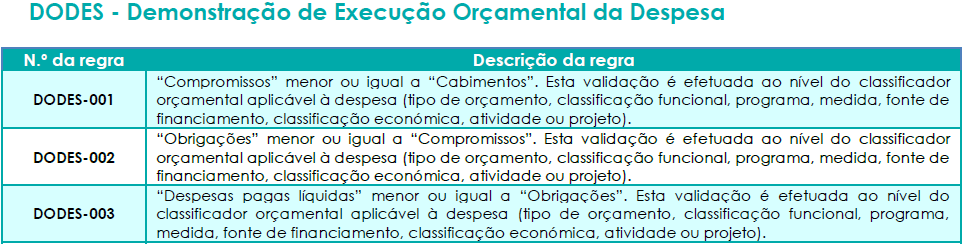 DODES - Demonstração de Execução Orçamental da Despesa
N.º da regra Descrição da regra
DODES-001
“Compromissos” menor ou igual a “Cabimentos”. Esta validação é efetuada ao nível do classificador
orçamental aplicável à despesa (tipo de orçamento, classificação funcional, programa, medida, fonte de
financiamento, classificação económica, atividade ou projeto).
DODES-002
“Obrigações” menor ou igual a “Compromissos”. Esta validação é efetuada ao nível do classificador
orçamental aplicável à despesa (tipo de orçamento, classificação funcional, programa, medida, fonte de
financiamento, classificação económica, atividade ou projeto).
DODES-003
“Despesas pagas líquidas” menor ou igual a “Obrigações”. Esta validação é efetuada ao nível do
classificador orçamental aplicável à despesa (tipo de orçamento, classificação funcional, programa,
medida, fonte de financiamento, classificação económica, atividade ou projeto).